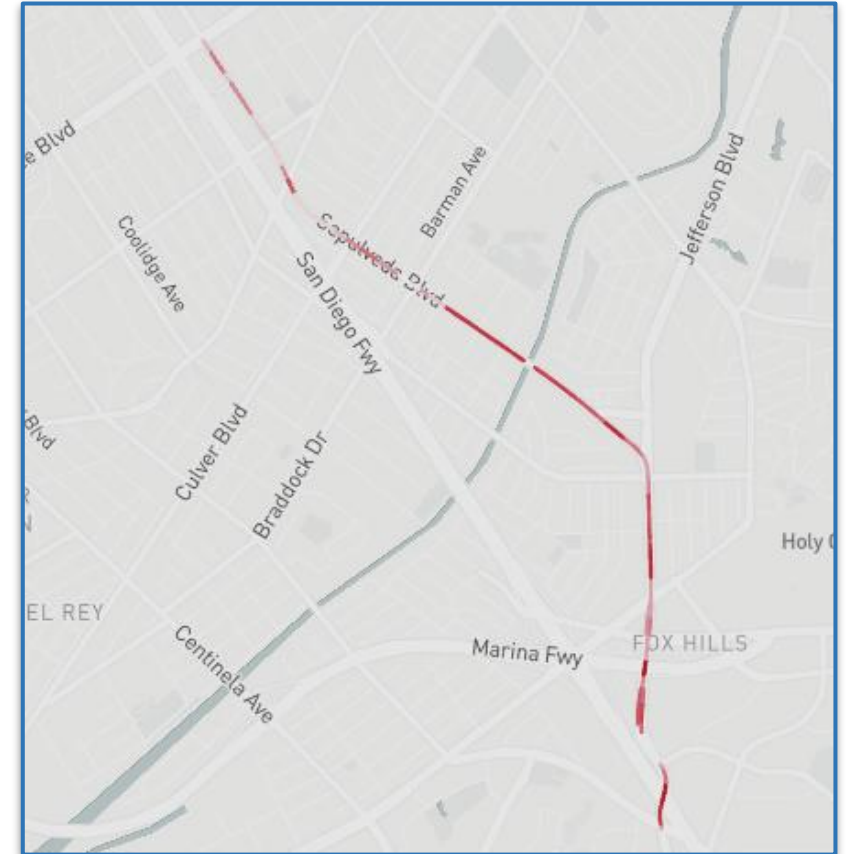 e Blvd
Barman Ave
Jefferson Blvd
Coolidge Ave
Sepulveda Blvd
San Diego Fwy
Blvd
Culver Blvd
Braddock Dr
Holy
EL REY
Centinela Ave
Marina Fwy
FOX HILLS